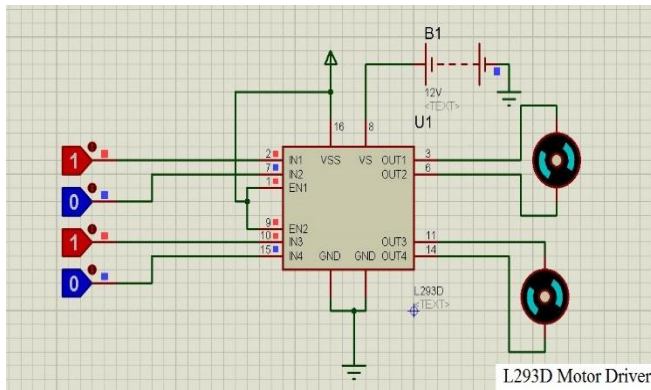 B1
12V
<TEXT>
U1
16 8
1 2 IN1 VSS VS OUT1 3
0 7 IN2 OUT2 6
1 EN1
9 EN2
1 10 IN3 OUT3 11
0 15 IN4 GND GND OUT4 14
L293D
<TEXT>
L293D Motor Driver